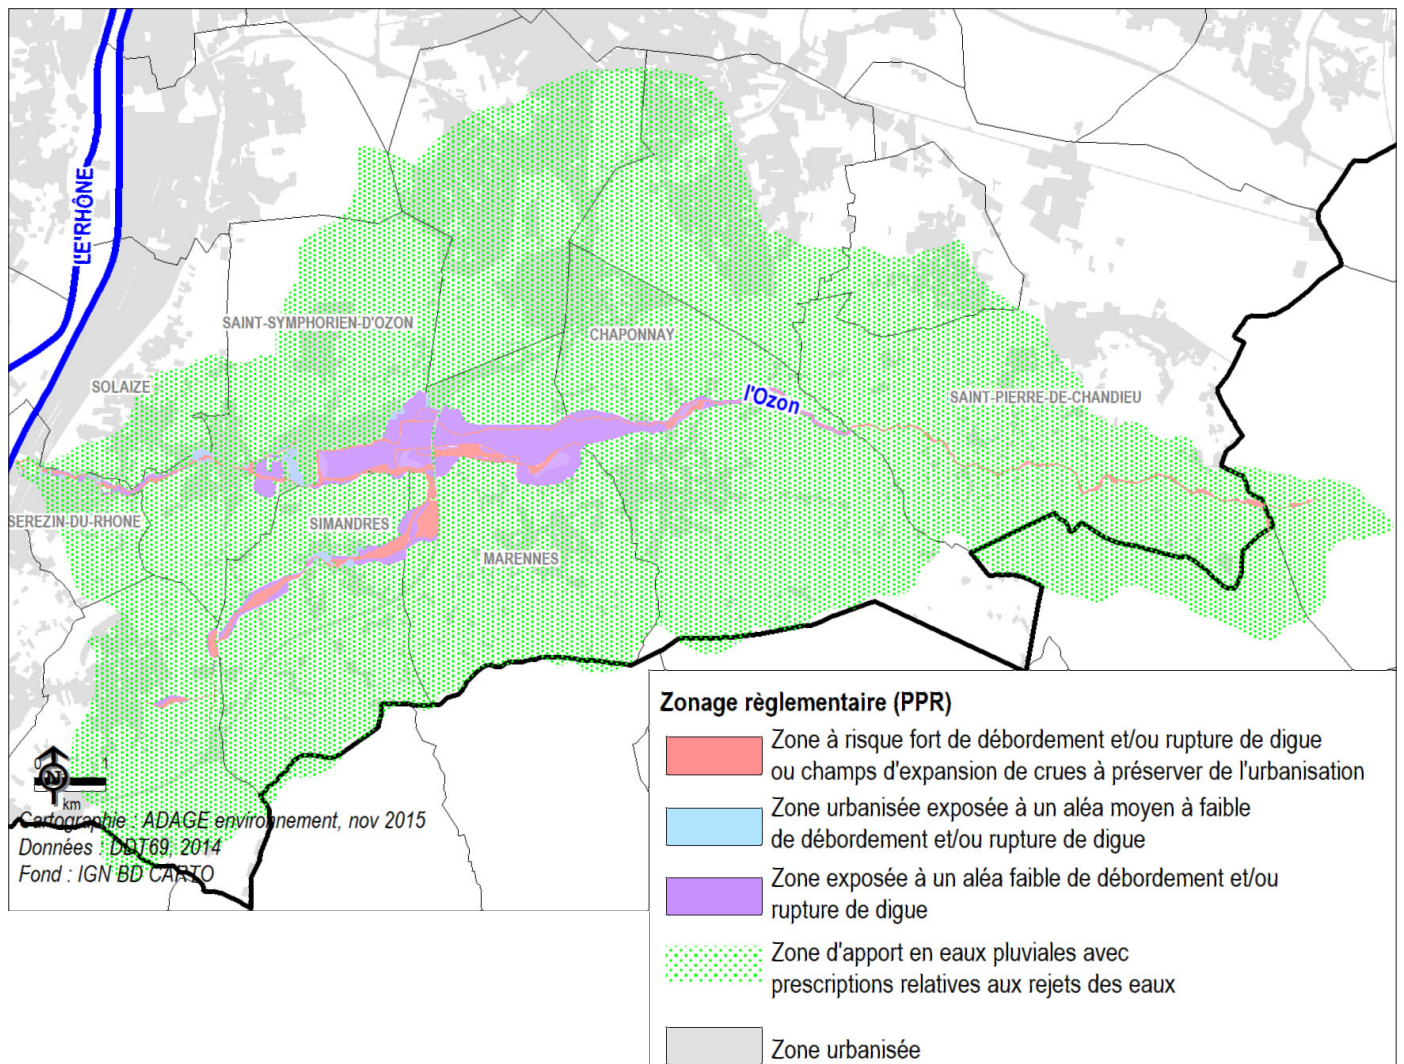 LE'RHÔNE
SAINT-SYMPHORIEN-D'OZON
CHAPONNAY
SOLAIZE
l'Ozon
SAINT-PIERRE-DE-CHANDIEU
SEREZIN-DU-RHONE
SIMANDRES
MARENNES
Zonage règlementaire (PPR)
Zone à risque fort de débordement et/ou rupture de digue
ou champs d'expansion de crues à préserver de l'urbanisation
Zone urbanisée exposée à un aléa moyen à faible
de débordement et/ou rupture de digue
Zone exposée à un aléa faible de débordement et/ou
rupture de digue
Zone d'apport en eaux pluviales avec
prescriptions relatives aux rejets des eaux
Zone urbanisée
0 1
N
km
Cartographie : ADAGE environnement, nov 2015
Données : DDT69, 2014
Fond : IGN BD CARTO